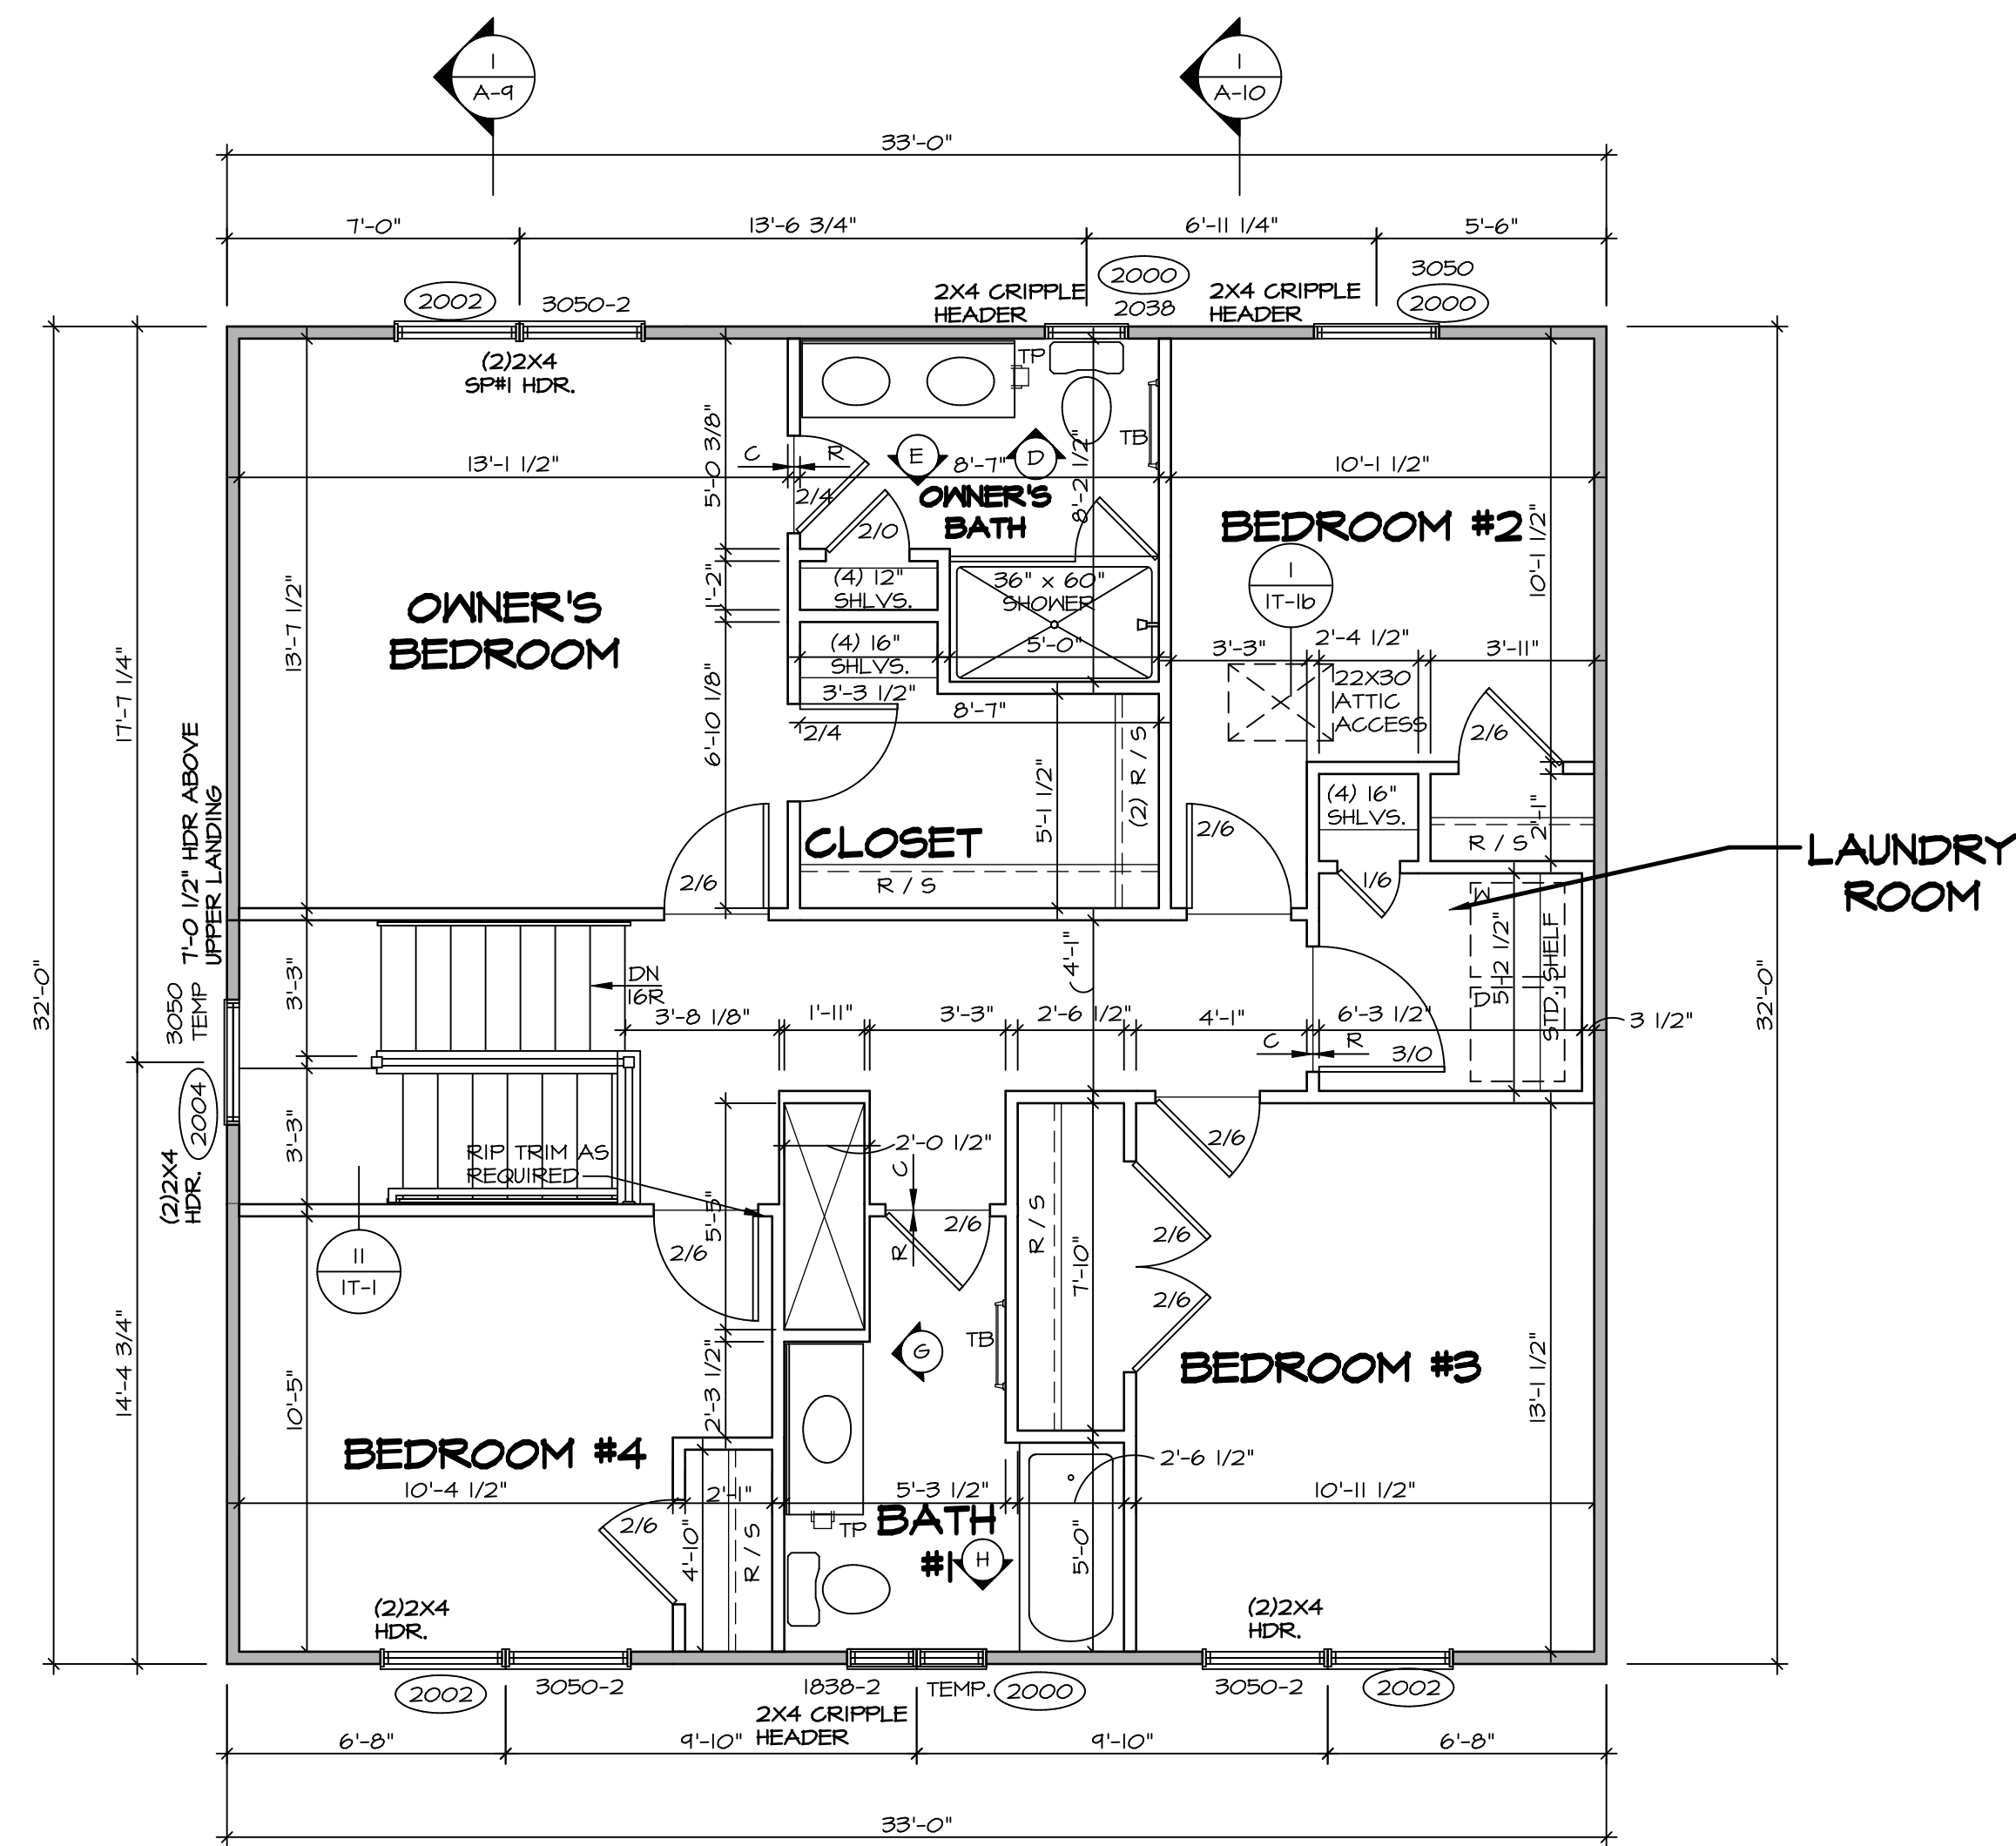 1
A-9
1
A-10
33'-0"
7'-0"
13'-6 3/4"
6'-11 1/4"
5'-6"
2002
3050-2
2X4 CRIPPLE
HEADER
2000
2038
2X4 CRIPPLE
HEADER
3050
2000
(2)2X4
SP#1 HDR.
TP
TB
5'-0 3/8"
13'-1 1/2"
C
R
E
8'-7"
D
8'-2 1/2"
10'-1 1/2"
2/4
OWNER'S
BATH
2/0
BEDROOM #2
10'-1 1/2"
1
1T-1b
13'-7 1/2"
1'-2"
(4) 12"
SHLVS.
36" x 60"
SHOWER
OWNER'S
BEDROOM
(4) 16"
SHLVS.
5'-0"
3'-3"
2'-4 1/2"
3'-11"
3'-3 1/2"
22X30
ATTIC
ACCESS
17'-7 1/4"
6'-10 1/8"
8'-7"
2/4
2/6
(2) R / S
5'-1 1/2"
7'-0 1/2" HDR ABOVE
UPPER LANDING
CLOSET
2/6
(4) 16"
SHLVS.
2'-1"
R / S
LAUNDRY
ROOM
2/6
R / S
1/6
W
5'-2 1/2"
STD. SHELF
D
32'-0"
3050
TEMP
3'-3"
DN
16R
4'-1"
32'-0"
3'-8 1/8"
1'-11"
3'-3"
2'-6 1/2"
4'-1"
6'-3 1/2"
3 1/2"
C
R
3/0
2004
(2)2X4
HDR.
3'-3"
RIP TRIM AS
REQUIRED
2'-0 1/2"
C
R
2/6
2/6
5'-5"
R / S
2/6
2/6
11
1T-1
2/6
7'-10"
14'-4 3/4"
10'-5"
2'-3 1/2"
G
TB
BEDROOM #3
13'-1 1/2"
BEDROOM #4
2'-6 1/2"
10'-4 1/2"
2'-1"
5'-3 1/2"
10'-11 1/2"
2/6
4'-10"
R / S
TP
BATH
#1
H
5'-0"
(2)2X4
HDR.
(2)2X4
HDR.
2002
3050-2
1838-2
TEMP.
2000
3050-2
2002
2X4 CRIPPLE
HEADER
6'-8"
9'-10"
9'-10"
6'-8"
33'-0"